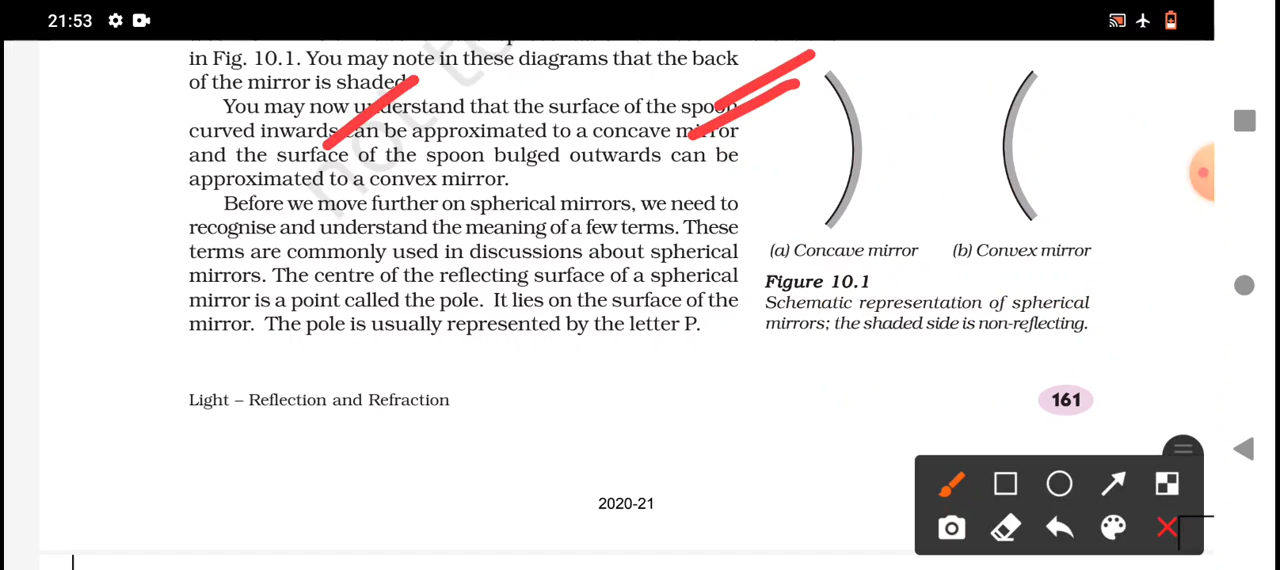 21:53
in Fig. 10.1. You may note in these diagrams that the back
of the mirror is shaded
You may now understand that the surface of the spoon
curved inwards can be approximated to a concave mirror
and the surface of the spoon bulged outwards can be
approximated to a convex mirror.
Before we move further on spherical mirrors, we need to
recognise and understand the meaning of a few terms. These
terms are commonly used in discussions about spherical
mirrors. The centre of the reflecting surface of a spherical
mirror is a point called the pole. It lies on the surface of the
mirror. The pole is usually represented by the letter P.
(a) Concave mirror
(b) Convex mirror
Figure 10.1
Schematic representation of spherical
mirrors; the shaded side is non-reflecting.
Light – Reflection and Refraction
161
2020-21
not to